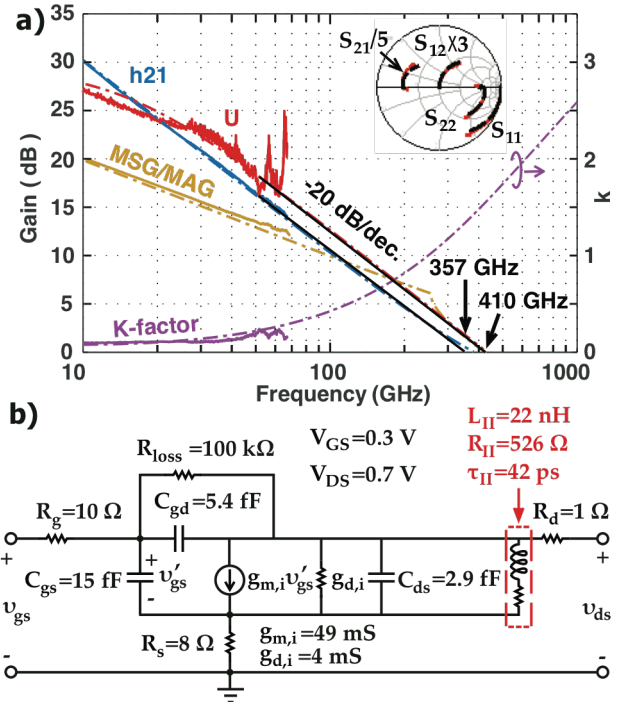 a)
35
30
25
20
15
10
5
0
Gain ( dB )
h21
U
MSG/MAG
K-factor
-20 dB/dec.
357 GHz
410 GHz
S21/5
S12X3
S22
S11
3
2
1
0
k
10
100
1000
Frequency (GHz)
b)
Rloss =100 kΩ
VGS=0.3 V
VDS=0.7 V
LII=22 nH
RII=526 Ω
τII=42 ps
Rg=10 Ω
Cgd=5.4 fF
Rd=1 Ω
+
υgs
-
Cgs=15 fF
+
υ′gs
-
gm,iυ′gs
gd,i
Cds=2.9 fF
+
υds
-
Rs=8 Ω
gm,i=49 mS
gd,i=4 mS